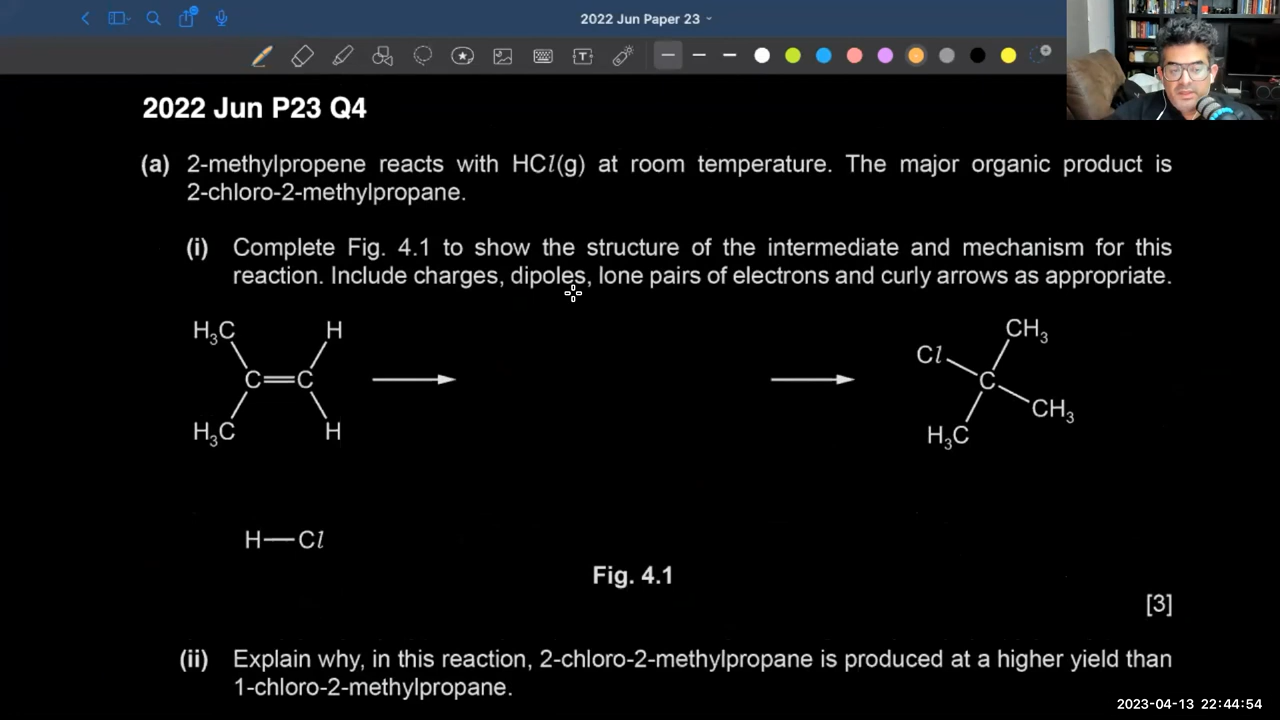 2022 Jun Paper 23
2022 Jun P23 Q4
(a) 2-methylpropene reacts with HCl(g) at room temperature. The major organic product is
2-chloro-2-methylpropane.
(i) Complete Fig. 4.1 to show the structure of the intermediate and mechanism for this
reaction. Include charges, dipoles, lone pairs of electrons and curly arrows as appropriate.
H₃C H
C C
H₃C H
CH₃
Cl
C
CH₃
H₃C
H Cl
Fig. 4.1
[3]
(ii) Explain why, in this reaction, 2-chloro-2-methylpropane is produced at a higher yield than
1-chloro-2-methylpropane.
2023-04-13 22:44:54